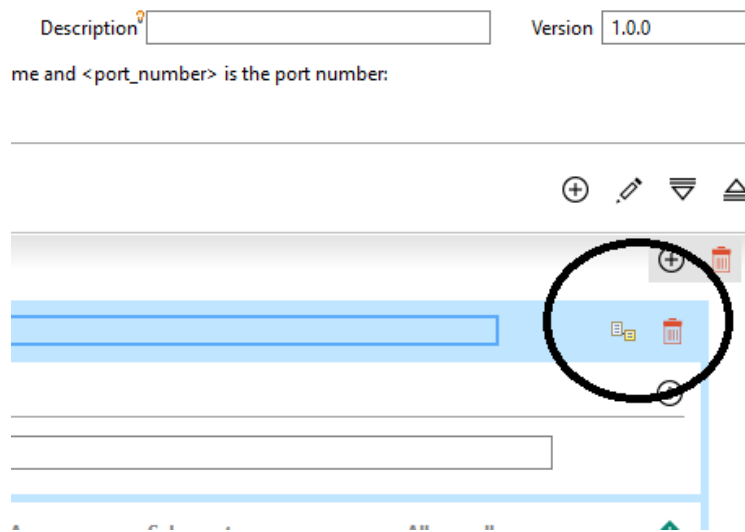 Description
Version 1.0.0
me and <port_number> is the port number: